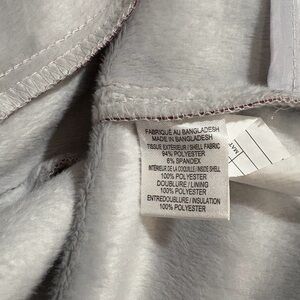 FABRIQUÉ AU BANGLADESH
MADE IN BANGLADESH
TISSUE EXTÉRIEUR / SHELL FABRIC
94% POLYESTER
6% SPANDEX
INTÉRIEUR DE LA COQUILLE / INSIDE SHELL
100% POLYESTER
DOUBLURE / LINING
100% POLYESTER
ENTREDOUBLURE / INSULATION
100% POLYESTER
MAT